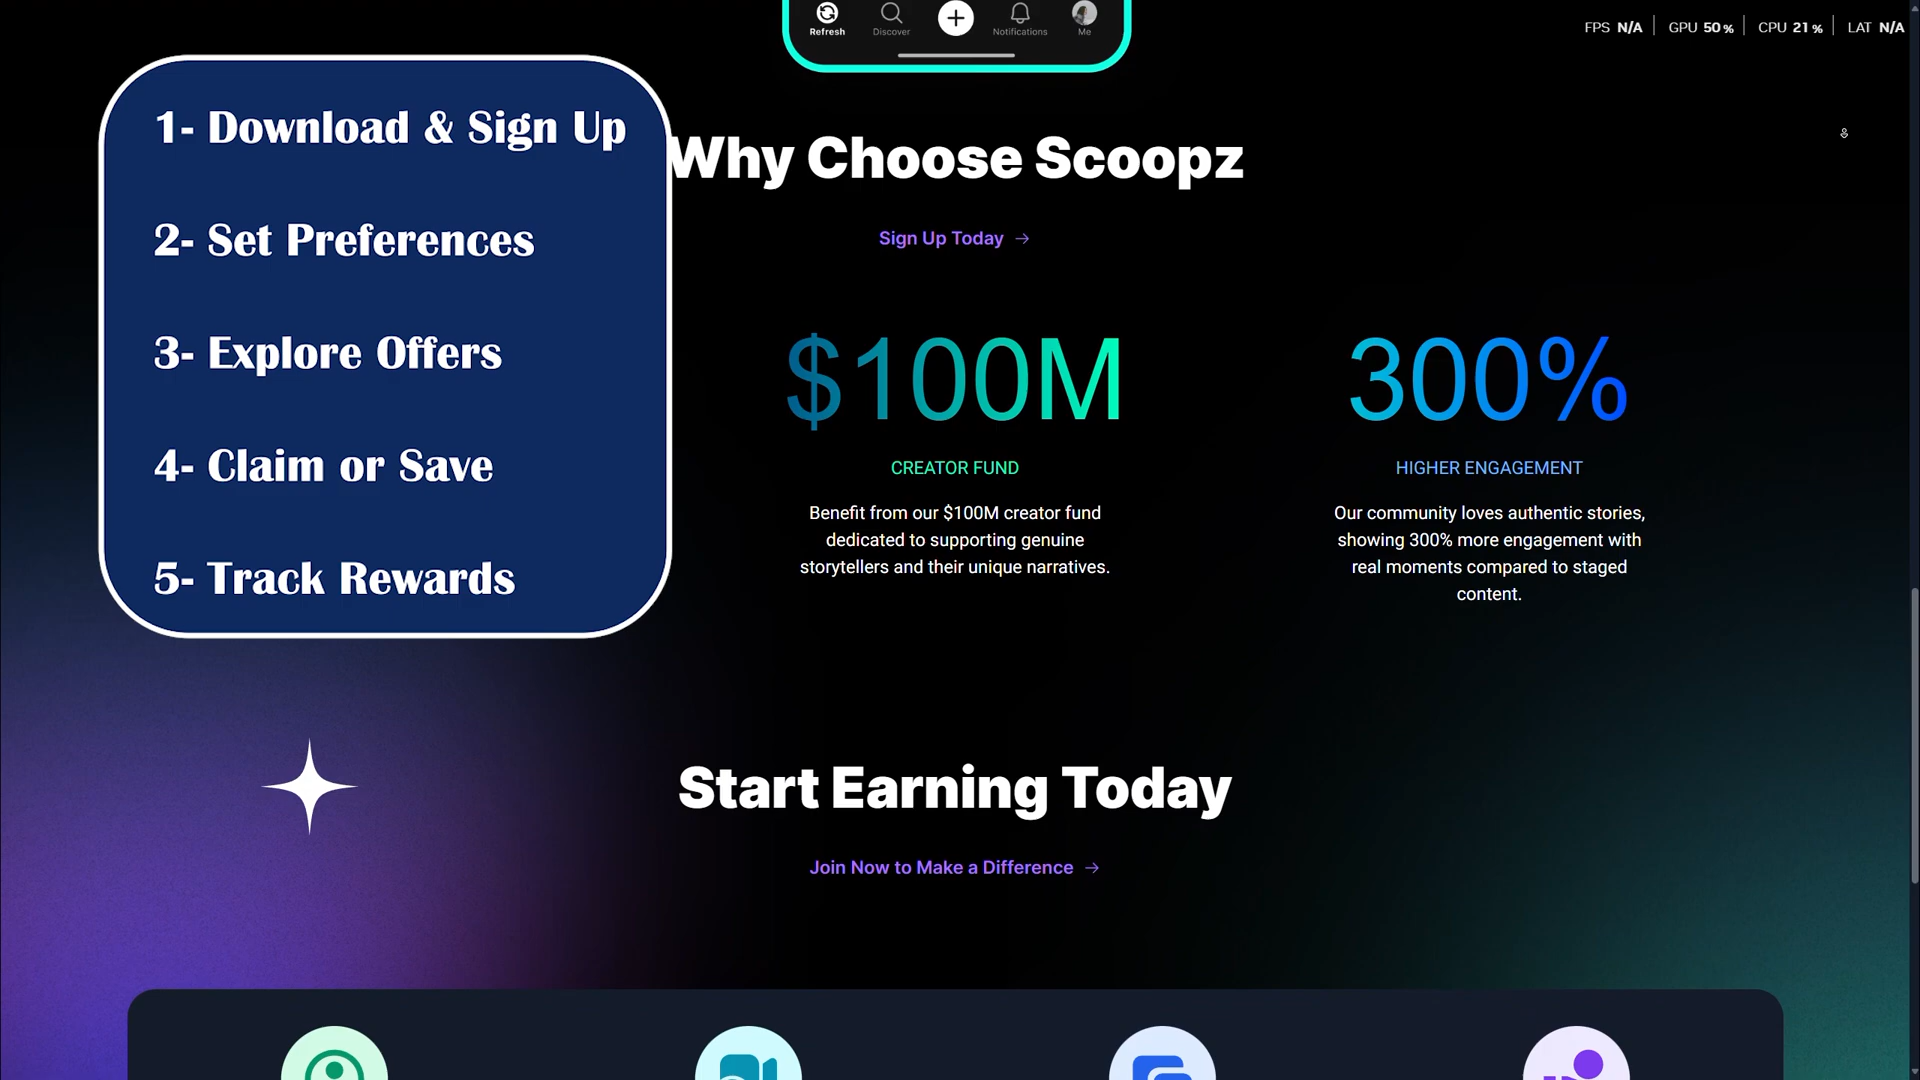 Refresh Discover Notifications Me
FPS N/A GPU 50 % CPU 21 % LAT N/A
1- Download & Sign Up
2- Set Preferences
3- Explore Offers
4- Claim or Save
5- Track Rewards
Why Choose Scoopz
Sign Up Today →
$100M
CREATOR FUND
Benefit from our $100M creator fund
dedicated to supporting genuine
storytellers and their unique narratives.
300%
HIGHER ENGAGEMENT
Our community loves authentic stories,
showing 300% more engagement with
real moments compared to staged
content.
Start Earning Today
Join Now to Make a Difference →